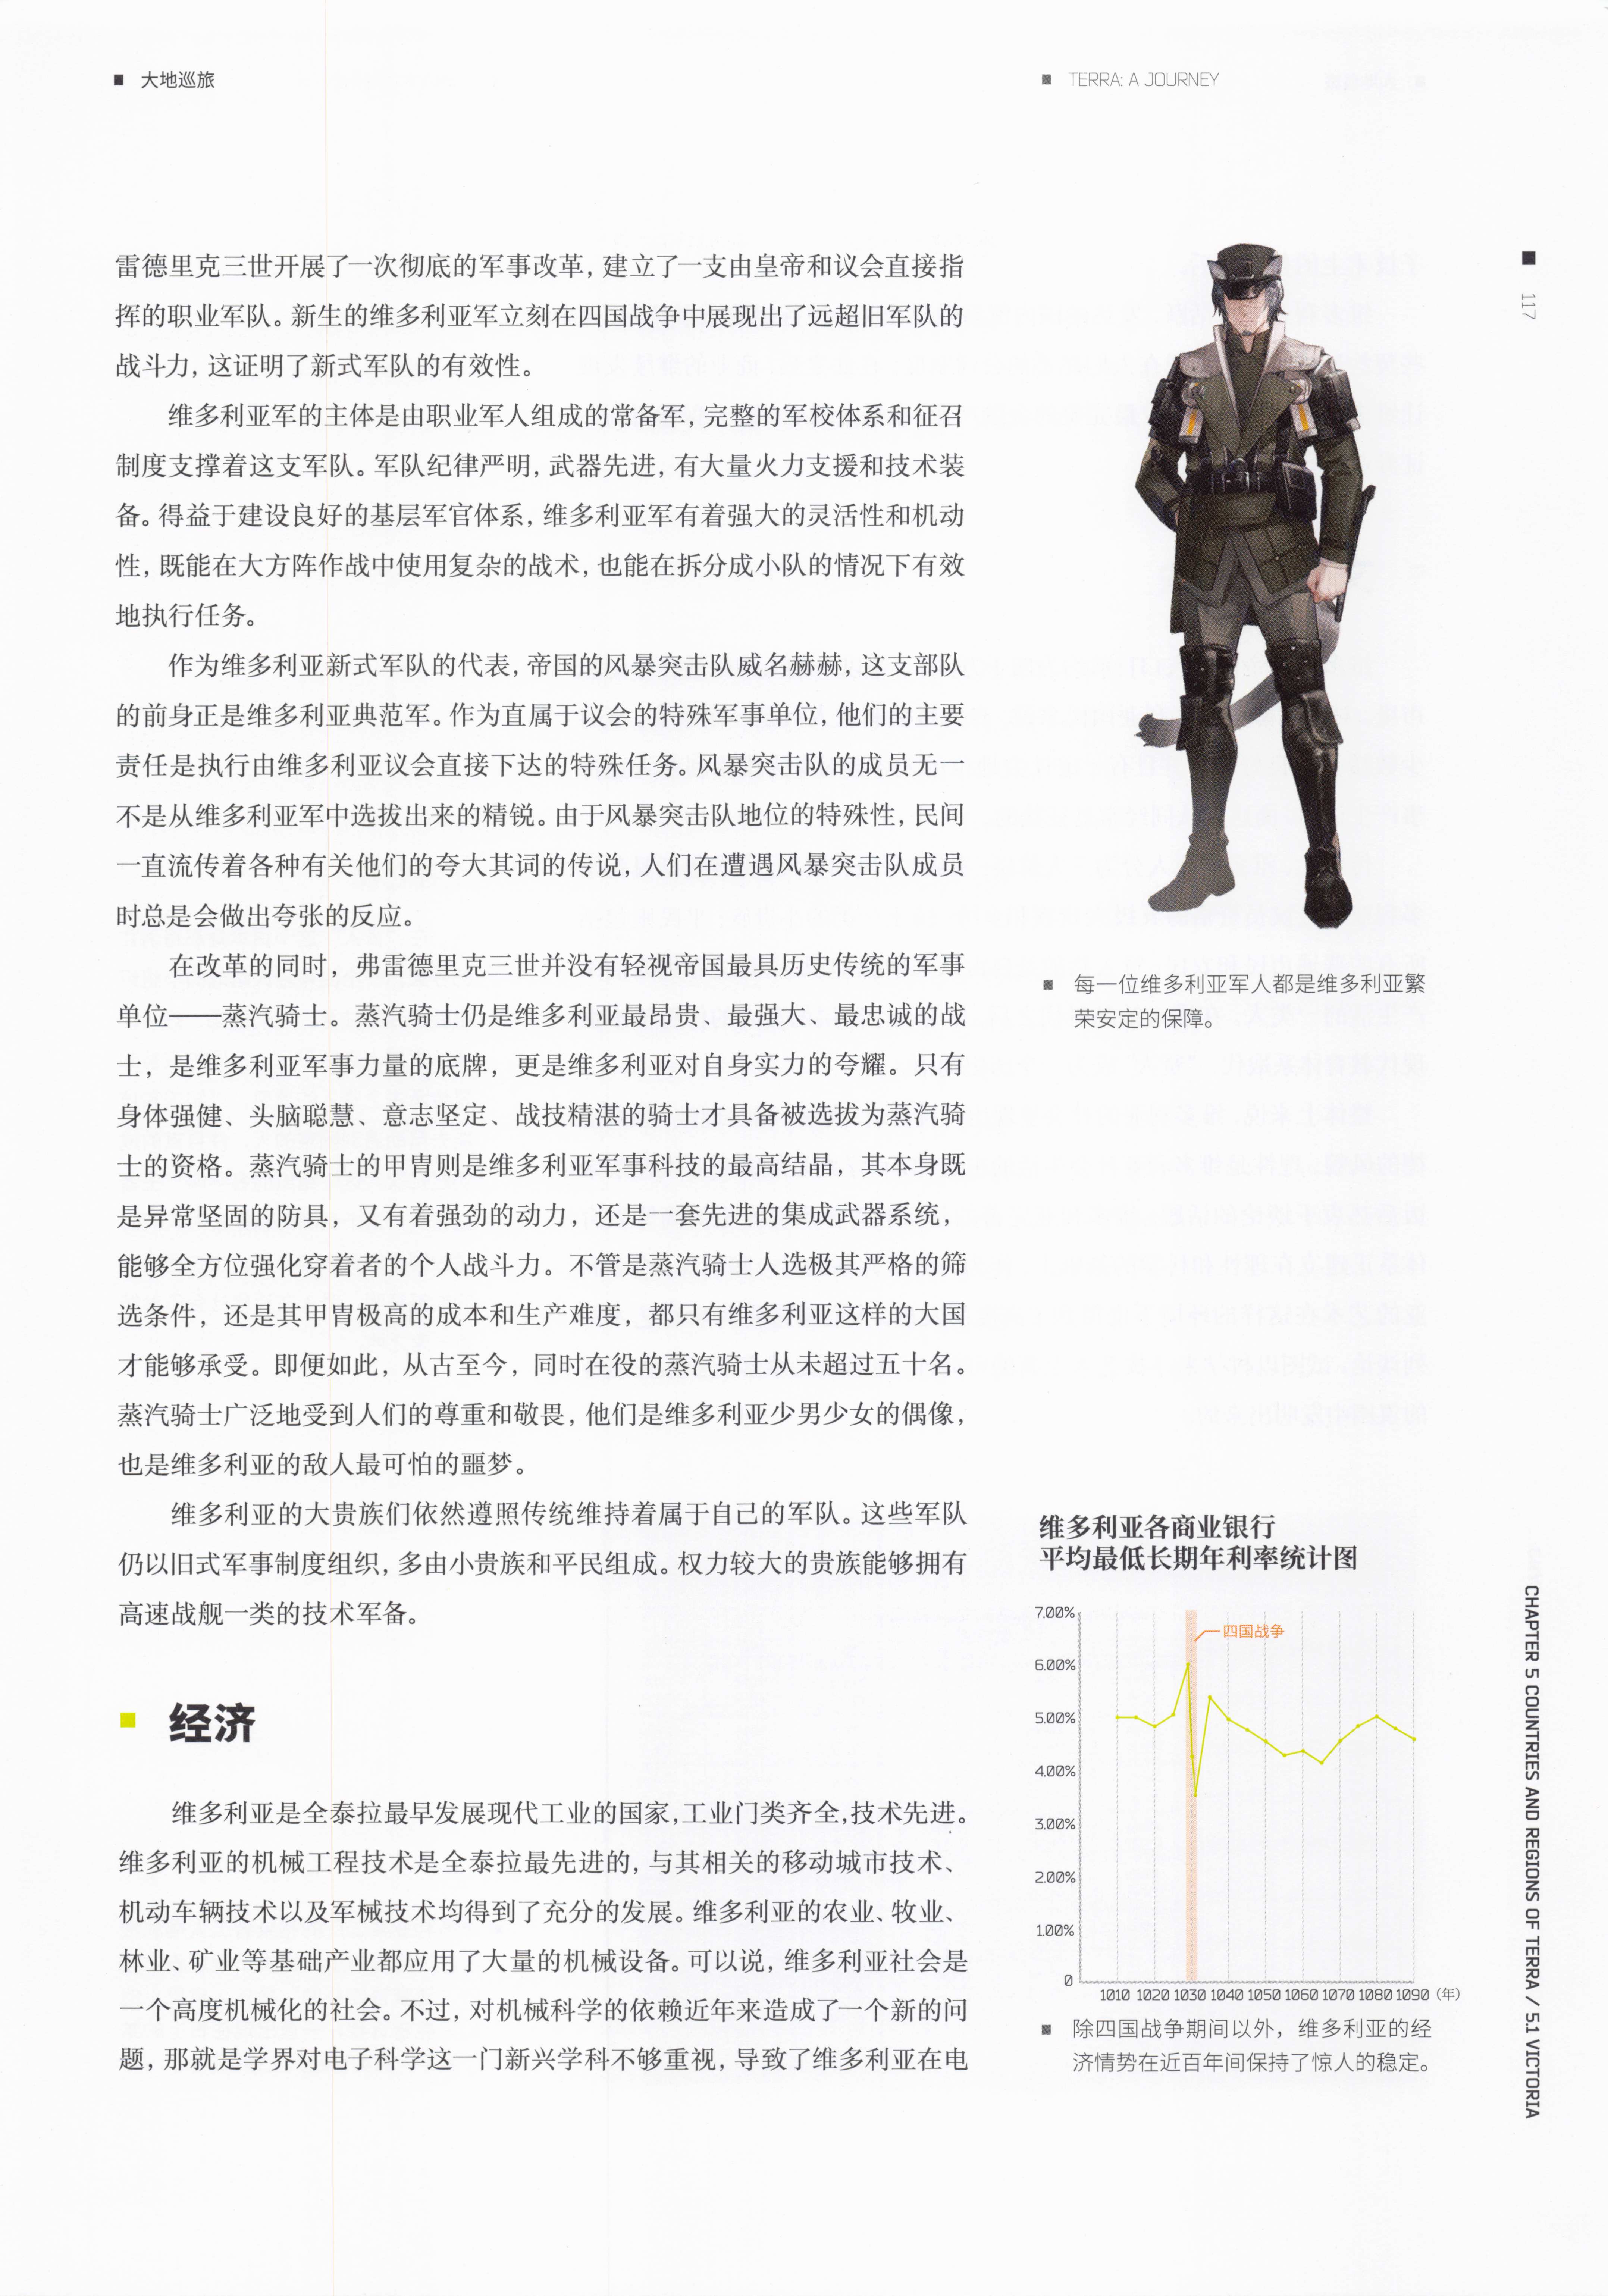 大地巡旅
TERRA: A JOURNEY
117
雷德里克三世开展了一次彻底的军事改革，建立了一支由皇帝和议会直接指
挥的职业军队。新生的维多利亚军立刻在四国战争中展现出了远超旧军队的
战斗力，这证明了新式军队的有效性。
维多利亚军的主体是由职业军人组成的常备军，完整的军校体系和征召
制度支撑着这支军队。军队纪律严明，武器先进，有大量火力支援和技术装
备。得益于建设良好的基层军官体系，维多利亚军有着强大的灵活性和机动
性，既能在大方阵作战中使用复杂的战术，也能在拆分成小队的情况下有效
地执行任务。
作为维多利亚新式军队的代表，帝国的风暴突击队威名赫赫，这支部队
的前身正是维多利亚典范军。作为直属于议会的特殊军事单位，他们的主要
责任是执行由维多利亚议会直接下达的特殊任务。风暴突击队的成员无一
不是从维多利亚军中选拔出来的精锐。由于风暴突击队地位的特殊性，民间
一直流传着各种有关他们的夸大其词的传说，人们在遭遇风暴突击队成员
时总是会做出夸张的反应。
在改革的同时，弗雷德里克三世并没有轻视帝国最具历史传统的军事
单位——蒸汽骑士。蒸汽骑士仍是维多利亚最昂贵、最强大、最忠诚的战
士，是维多利亚军事力量的底牌，更是维多利亚对自身实力的夸耀。只有
身体强健、头脑聪慧、意志坚定、战技精湛的骑士才具备被选拔为蒸汽骑
士的资格。蒸汽骑士的甲胄则是维多利亚军事科技的最高结晶，其本身既
是异常坚固的防具，又有着强劲的动力，还是一套先进的集成武器系统，
能够全方位强化穿着者的个人战斗力。不管是蒸汽骑士人选极其严格的筛
选条件，还是其甲胄极高的成本和生产难度，都只有维多利亚这样的大国
才能够承受。即便如此，从古至今，同时在役的蒸汽骑士从未超过五十名。
蒸汽骑士广泛地受到人们的尊重和敬畏，他们是维多利亚少男少女的偶像，
也是维多利亚的敌人最可怕的噩梦。
维多利亚的大贵族们依然遵照传统维持着属于自己的军队。这些军队
仍以旧式军事制度组织，多由小贵族和平民组成。权力较大的贵族能够拥有
高速战舰一类的技术军备。
经济
维多利亚是全泰拉最早发展现代工业的国家，工业门类齐全，技术先进。
维多利亚的机械工程技术是全泰拉最先进的，与其相关的移动城市技术、
机动车辆技术以及军械技术均得到了充分的发展。维多利亚的农业、牧业、
林业、矿业等基础产业都应用了大量的机械设备。可以说，维多利亚社会是
一个高度机械化的社会。不过，对机械科学的依赖近年来造成了一个新的问
题，那就是学界对电子科学这一门新兴学科不够重视，导致了维多利亚在电
每一位维多利亚军人都是维多利亚繁
荣安定的保障。
维多利亚各商业银行
平均最低长期年利率统计图
7.00%
四国战争
6.00%
5.00%
4.00%
3.00%
2.00%
1.00%
0
1010 1020 1030 1040 1050 1060 1070 1080 1090（年）
除四国战争期间以外，维多利亚的经
济情势在近百年间保持了惊人的稳定。
CHAPTER 5 COUNTRIES AND REGIONS OF TERRA / 5.1 VICTORIA